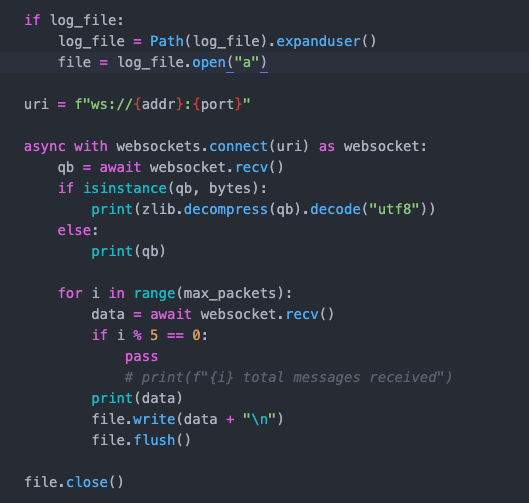 if log_file:
    log_file = Path(log_file).expanduser()
    file = log_file.open("a")

uri = f"ws://{addr}:{port}"

async with websockets.connect(uri) as websocket:
    qb = await websocket.recv()
    if isinstance(qb, bytes):
        print(zlib.decompress(qb).decode("utf8"))
    else:
        print(qb)

    for i in range(max_packets):
        data = await websocket.recv()
        if i % 5 == 0:
            pass
            # print(f"{i} total messages received")
        print(data)
        file.write(data + "\n")
        file.flush()

file.close()